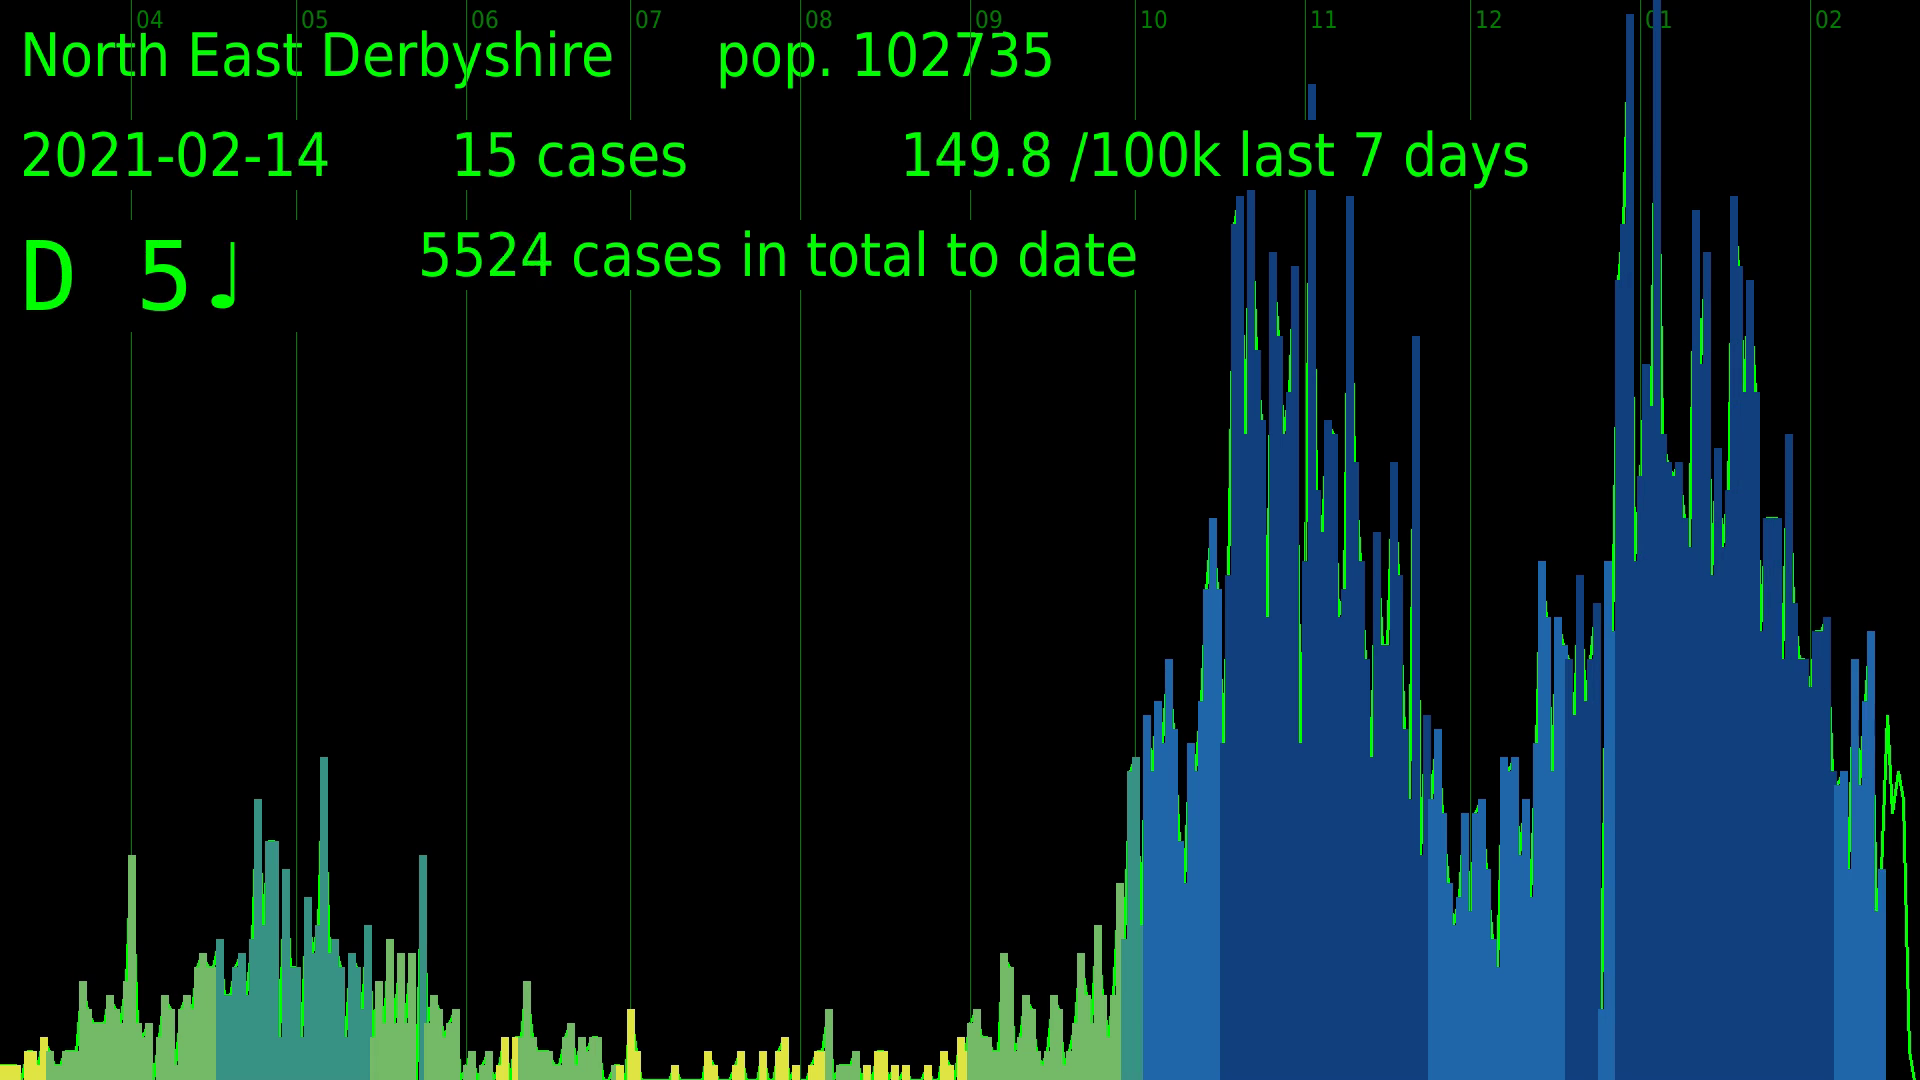 04 05 06 07 08 09 10 11 12 01 02
North East Derbyshire pop. 102735
2021-02-14 15 cases 149.8 /100k last 7 days
D 5♩ 5524 cases in total to date